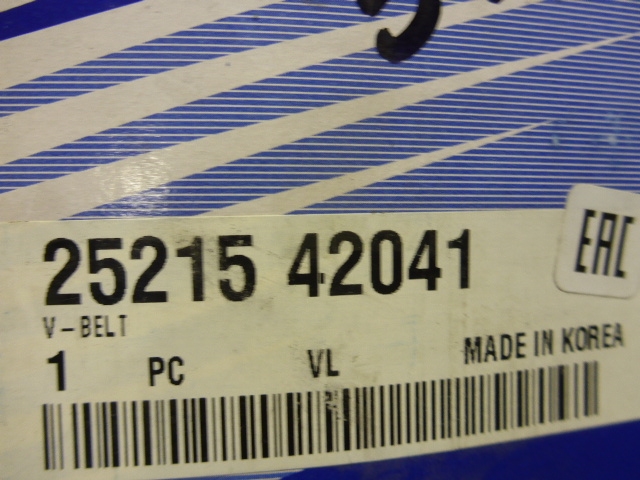 25215 42041
EAC
V-BELT
1 PC VL MADE IN KOREA